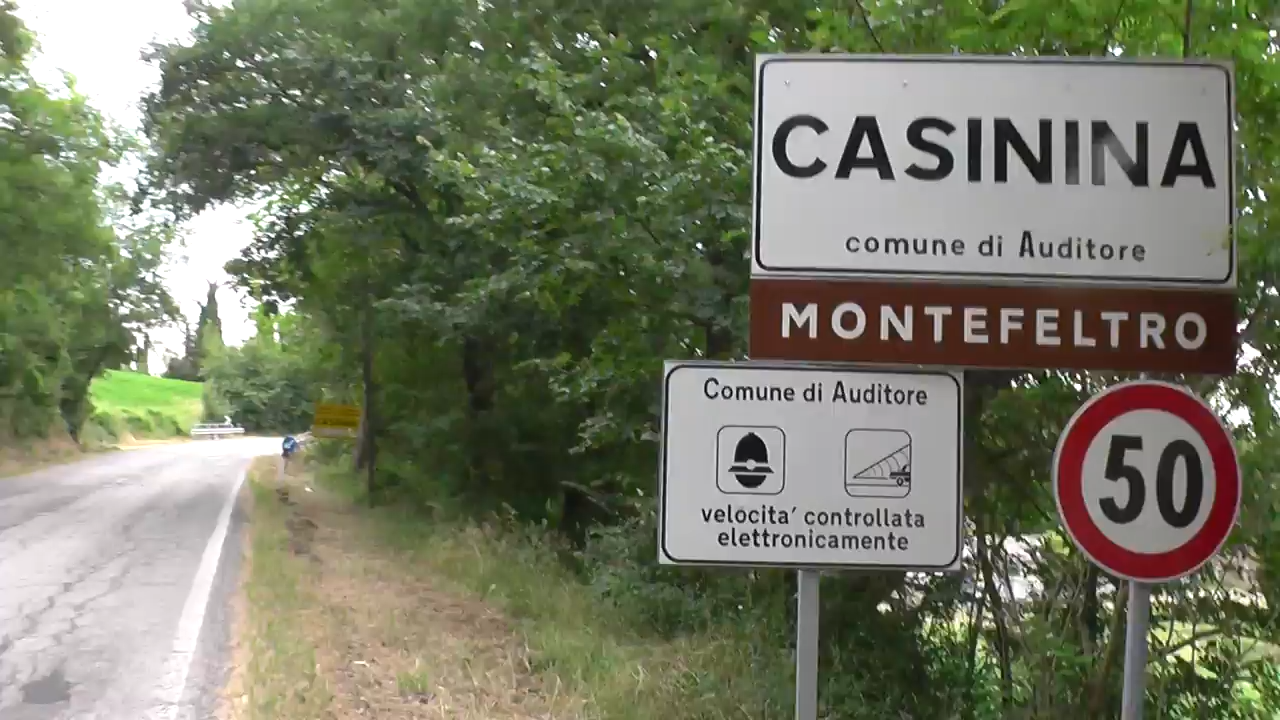 CASININA
comune di Auditore
MONTEFELTRO
Comune di Auditore
velocita' controllata
elettronicamente
50